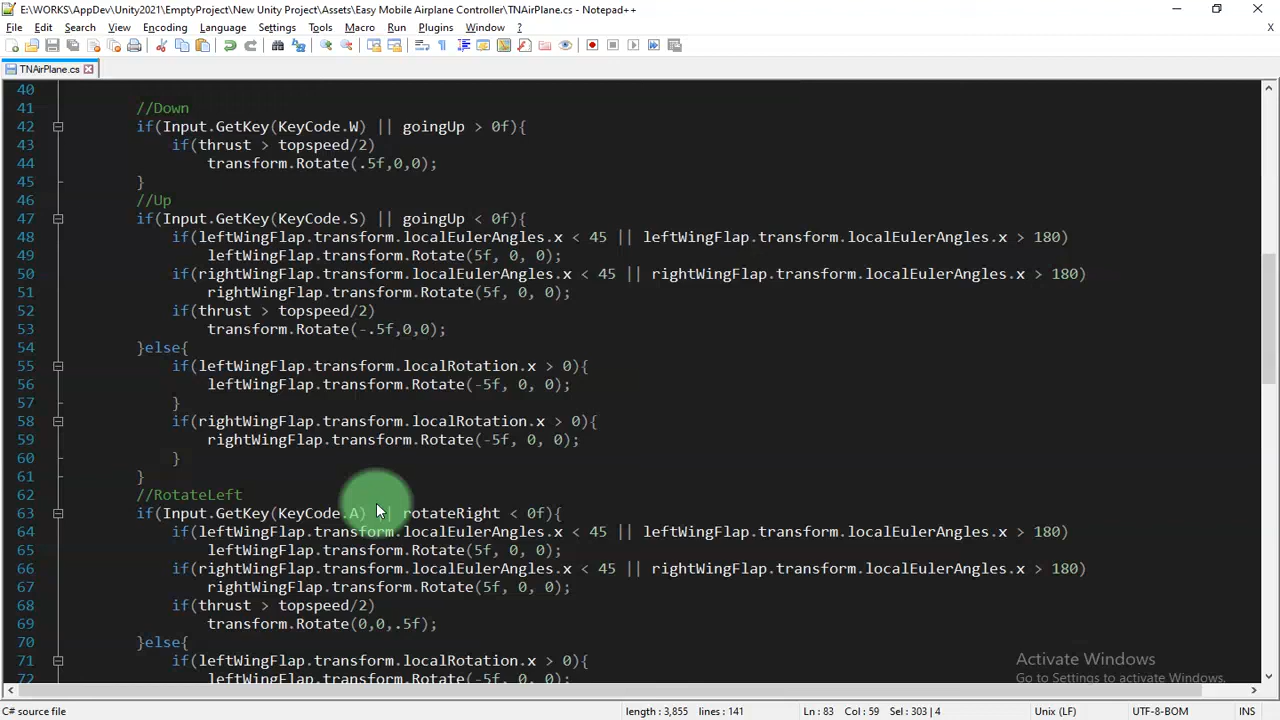 E:\WORKS\AppDev\Unity2021\EmptyProject\New Unity Project\Assets\Easy Mobile Airplane Controller\TNAirPlane.cs - Notepad++
File Edit Search View Encoding Language Settings Tools Macro Run Plugins Window ? X
TNAirPlane.cs
40
41 //Down
42 if(Input.GetKey(KeyCode.W) || goingUp > 0f){
43 if(thrust > topspeed/2)
44 transform.Rotate(.5f,0,0);
45 }
46 //Up
47 if(Input.GetKey(KeyCode.S) || goingUp < 0f){
48 if(leftWingFlap.transform.localEulerAngles.x < 45 || leftWingFlap.transform.localEulerAngles.x > 180)
49 leftWingFlap.transform.Rotate(5f, 0, 0);
50 if(rightWingFlap.transform.localEulerAngles.x < 45 || rightWingFlap.transform.localEulerAngles.x > 180)
51 rightWingFlap.transform.Rotate(5f, 0, 0);
52 if(thrust > topspeed/2)
53 transform.Rotate(-.5f,0,0);
54 }else{
55 if(leftWingFlap.transform.localRotation.x > 0){
56 leftWingFlap.transform.Rotate(-5f, 0, 0);
57 }
58 if(rightWingFlap.transform.localRotation.x > 0){
59 rightWingFlap.transform.Rotate(-5f, 0, 0);
60 }
61 }
62 //RotateLeft
63 if(Input.GetKey(KeyCode.A) || rotateRight < 0f){
64 if(leftWingFlap.transform.localEulerAngles.x < 45 || leftWingFlap.transform.localEulerAngles.x > 180)
65 leftWingFlap.transform.Rotate(5f, 0, 0);
66 if(rightWingFlap.transform.localEulerAngles.x < 45 || rightWingFlap.transform.localEulerAngles.x > 180)
67 rightWingFlap.transform.Rotate(5f, 0, 0);
68 if(thrust > topspeed/2)
69 transform.Rotate(0,0,.5f);
70 }else{
71 if(leftWingFlap.transform.localRotation.x > 0){
72 leftWingFlap.transform.Rotate(-5f, 0, 0);
Activate Windows
Go to Settings to activate Windows.
C# source file length : 3,855 lines : 141 Ln : 83 Col : 59 Sel : 303 | 4 Unix (LF) UTF-8-BOM INS